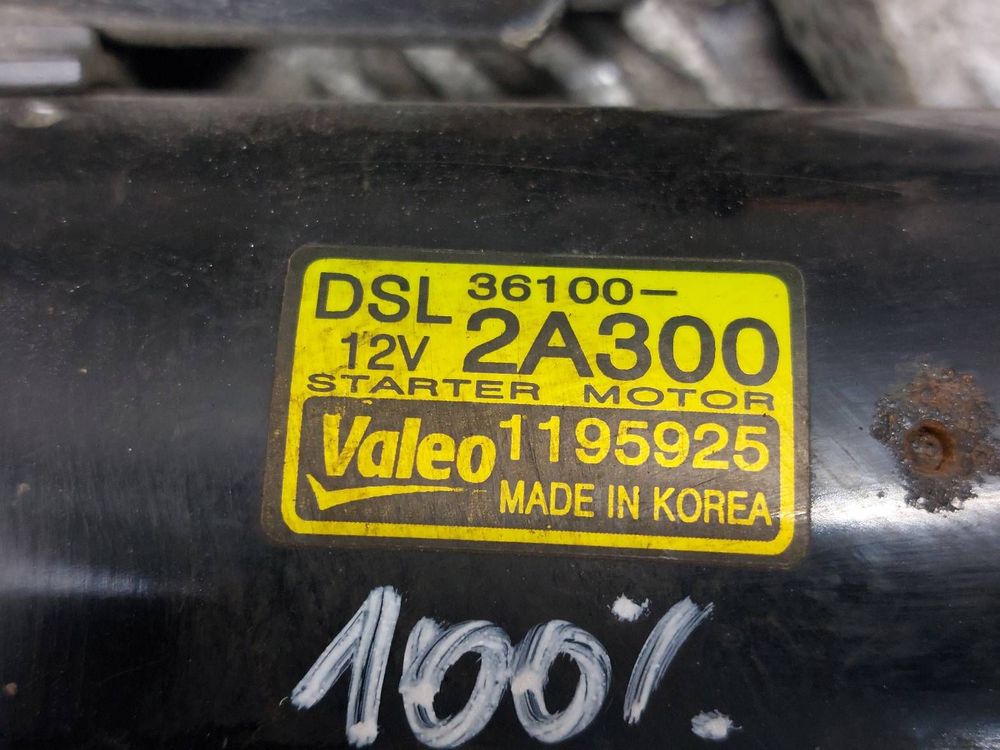 DSL 36100-
12V 2A300
STARTER MOTOR
Valeo 1195925
MADE IN KOREA
100%